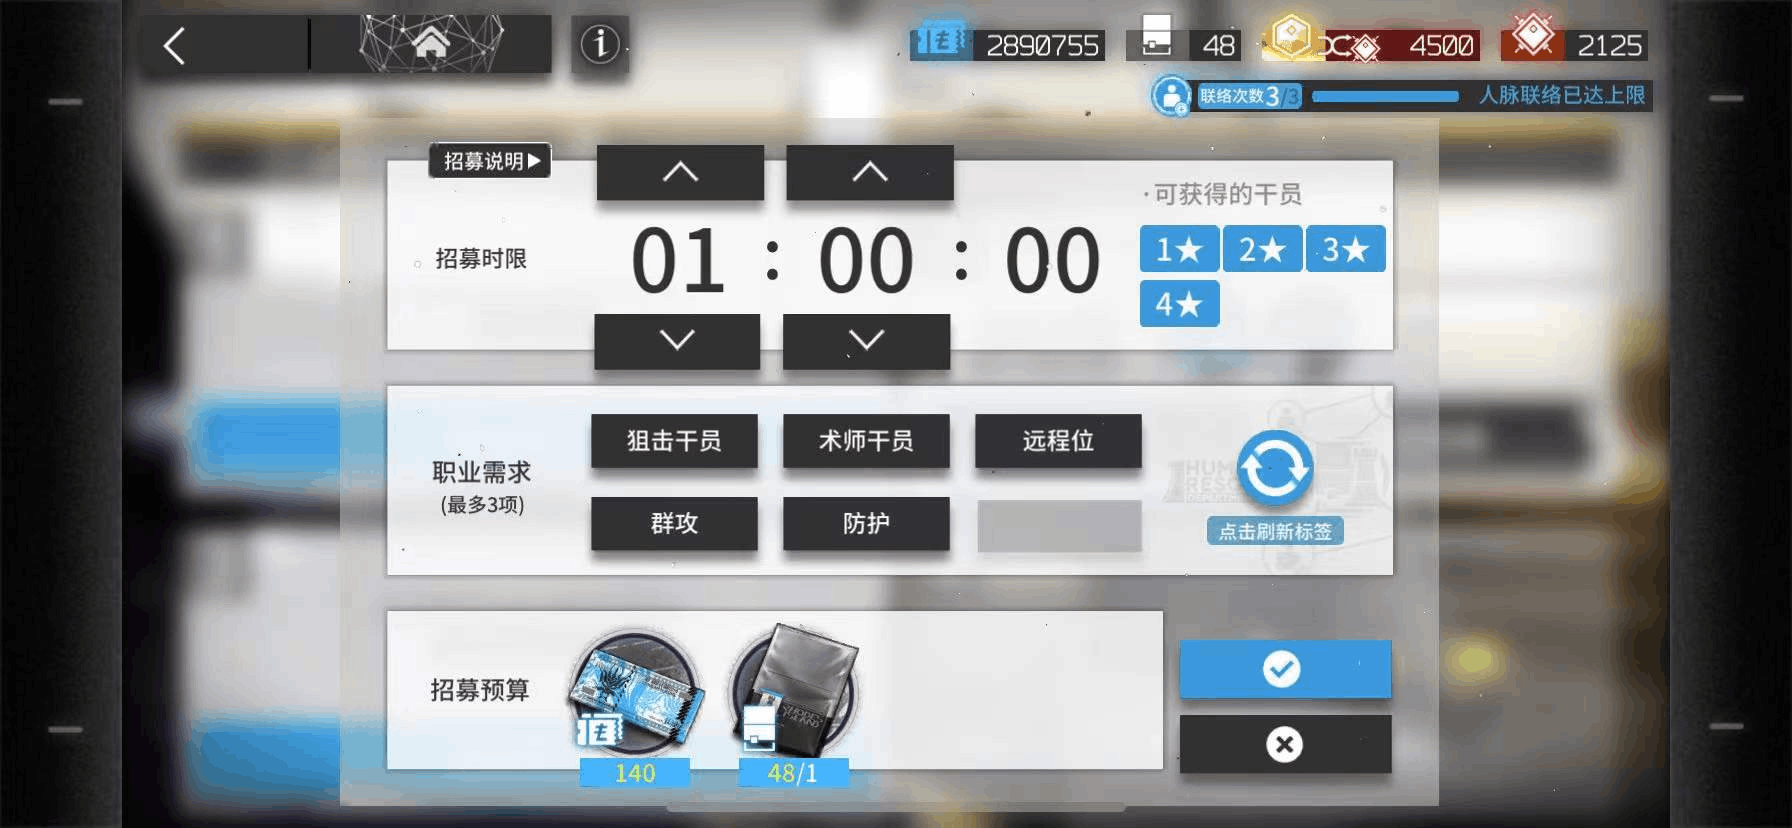 2890755
48
4500
2125
联络次数3/3
人脉联络已达上限
招募说明
·可获得的干员
招募时限
01:00:00
1★ 2★ 3★
4★
职业需求
(最多3项)
狙击干员 术师干员 远程位
群攻 防护
点击刷新标签
招募预算
140
48/1